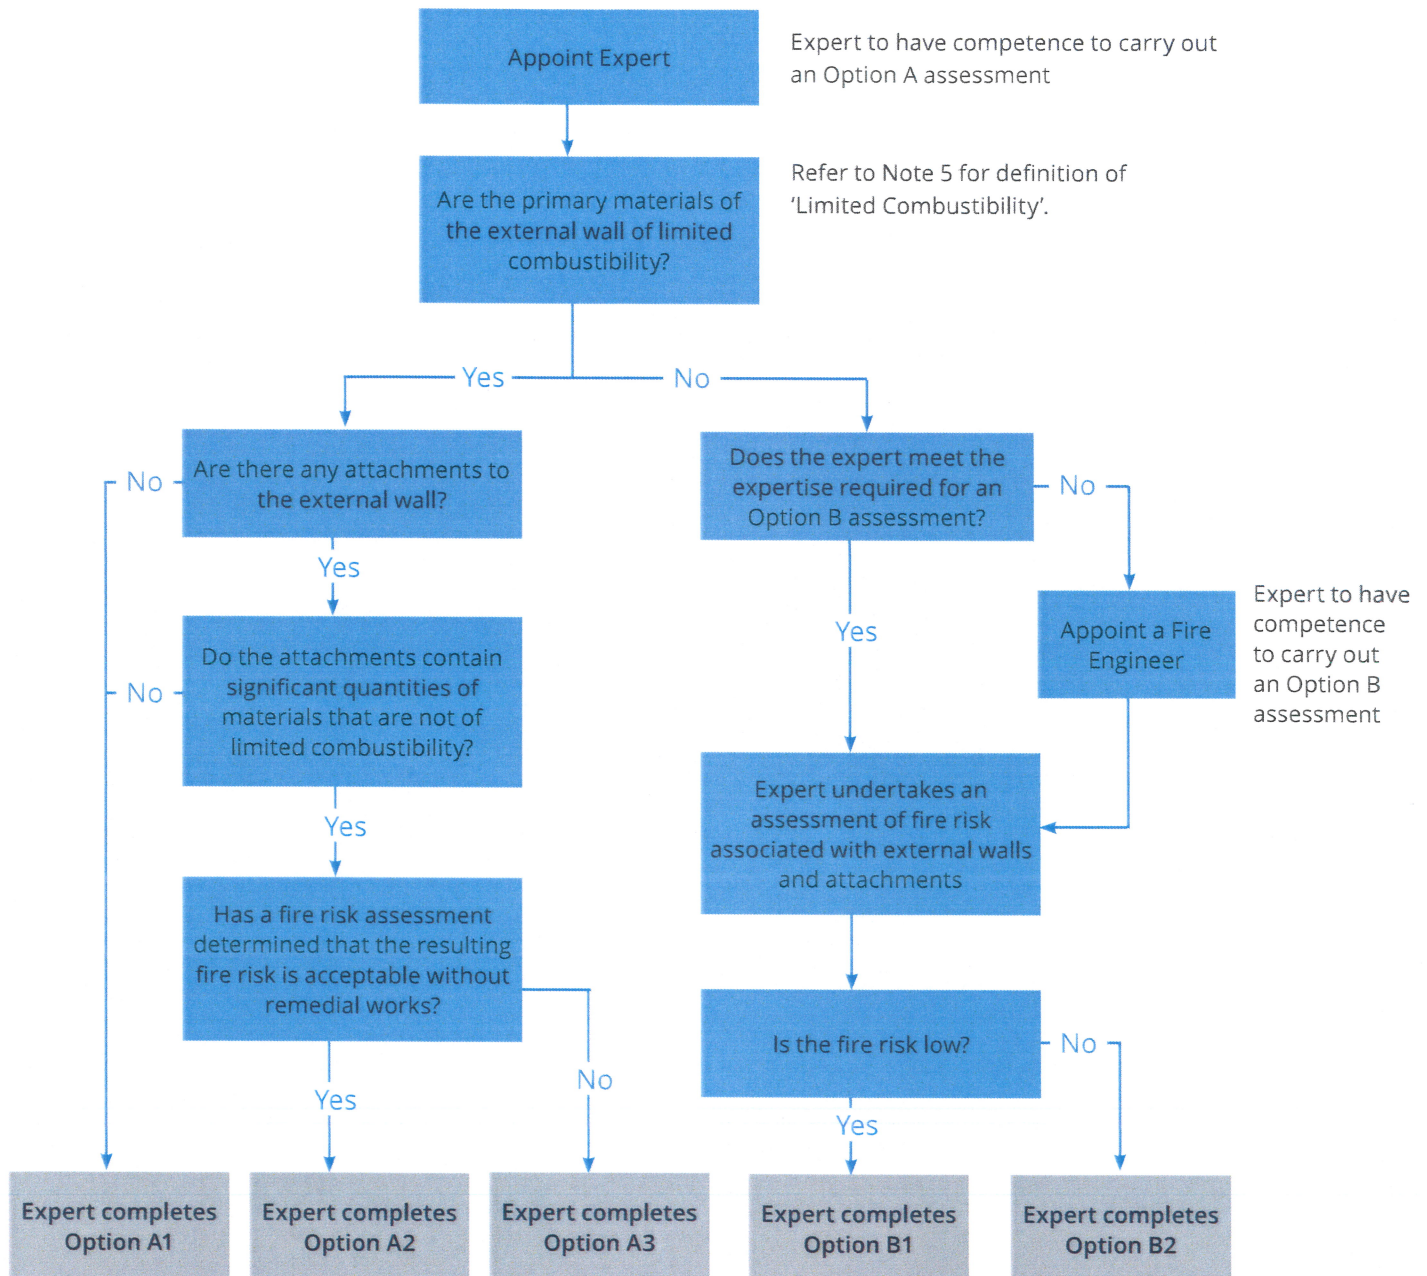 Appoint Expert
Expert to have competence to carry out
an Option A assessment
Are the primary materials of
the external wall of limited
combustibility?
Refer to Note 5 for definition of
‘Limited Combustibility’.
Yes
No
Are there any attachments to
the external wall?
No
Yes
Does the expert meet the
expertise required for an
Option B assessment?
No
Yes
Appoint a Fire
Engineer
Expert to have
competence
to carry out
an Option B
assessment
Do the attachments contain
significant quantities of
materials that are not of
limited combustibility?
No
Yes
Expert undertakes an
assessment of fire risk
associated with external walls
and attachments
Has a fire risk assessment
determined that the resulting
fire risk is acceptable without
remedial works?
Yes
No
Is the fire risk low?
No
Yes
Expert completes
Option A1
Expert completes
Option A2
Expert completes
Option A3
Expert completes
Option B1
Expert completes
Option B2